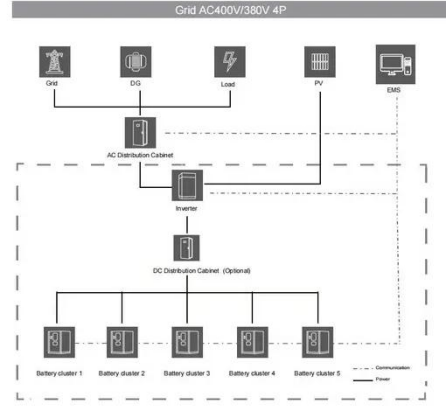 Grid AC400V/380V 4P
Grid
DG
Load
PV
EMS
AC Distribution Cabinet
Inverter
DC Distribution Cabinet (Optional)
Battery cluster 1
Battery cluster 2
Battery cluster 3
Battery cluster 4
Battery cluster 5
Communication
Power